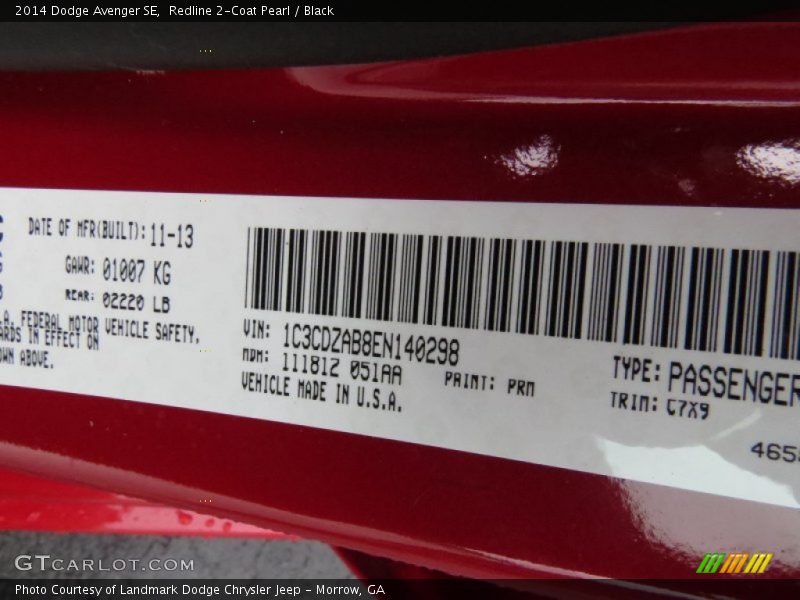 2014 Dodge Avenger SE,  Redline 2-Coat Pearl / Black
DATE OF MFR(BUILT): 11-13
GAWR: 01007 KG
REAR: 02220 LB
FEDERAL MOTOR VEHICLE SAFETY.
IN EFFECT ON
ABOVE.
VIN: 1C3CDZAB8EN140298
MDH: 111812 051AA
PAINT: PRM
VEHICLE MADE IN U.S.A.
TYPE: PASSENGER
TRIM: C7X9
465
GTCARLOT.COM
Photo Courtesy of Landmark Dodge Chrysler Jeep - Morrow, GA